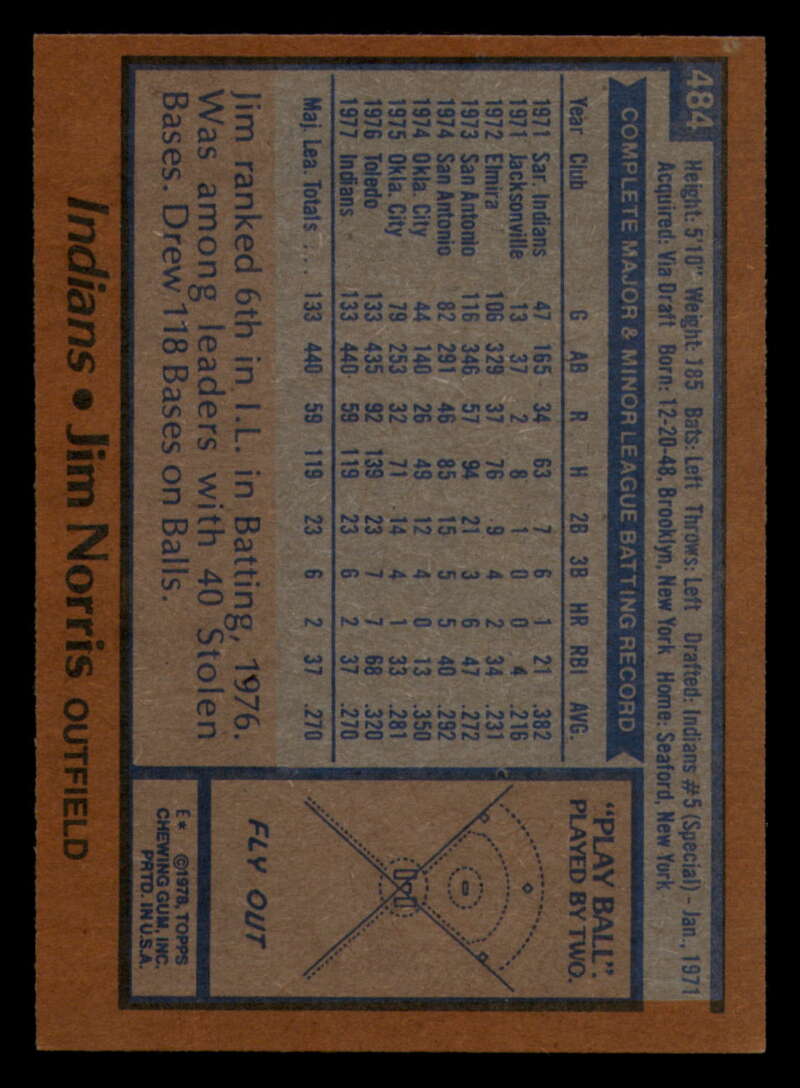 484
Height: 5'10" Weight: 185 Bats: Left Throws: Left Drafted: Indians #5 (Special) - Jan., 1971
Acquired: Via Draft Born: 12-20-48, Brooklyn, New York Home: Seaford, New York
COMPLETE MAJOR & MINOR LEAGUE BATTING RECORD
Year Club G AB R H 2B 3B HR RBI AVG.
1971 Sar. Indians 47 165 34 63 7 6 1 21 .382
1971 Jacksonville 13 37 2 8 1 0 0 4 .216
1972 Elmira 106 329 37 76 9 4 2 34 .231
1973 San Antonio 116 346 57 94 21 3 6 47 .272
1974 San Antonio 82 291 46 85 15 5 5 40 .292
1974 Okla. City 44 140 26 49 12 4 0 13 .350
1975 Okla. City 79 253 32 71 14 4 1 33 .281
1976 Toledo 133 435 92 139 23 7 7 68 .320
1977 Indians 133 440 59 119 23 6 2 37 .270
Maj. Lea. Totals ... 133 440 59 119 23 6 2 37 .270
Jim ranked 6th in I.L. in Batting, 1976.
Was among leaders with 40 Stolen
Bases. Drew 118 Bases on Balls.
"PLAY BALL".
PLAYED BY TWO.
FLY OUT
E* ©1978, TOPPS
CHEWING GUM, INC.
PRTD. IN U.S.A.
Indians • Jim Norris OUTFIELD